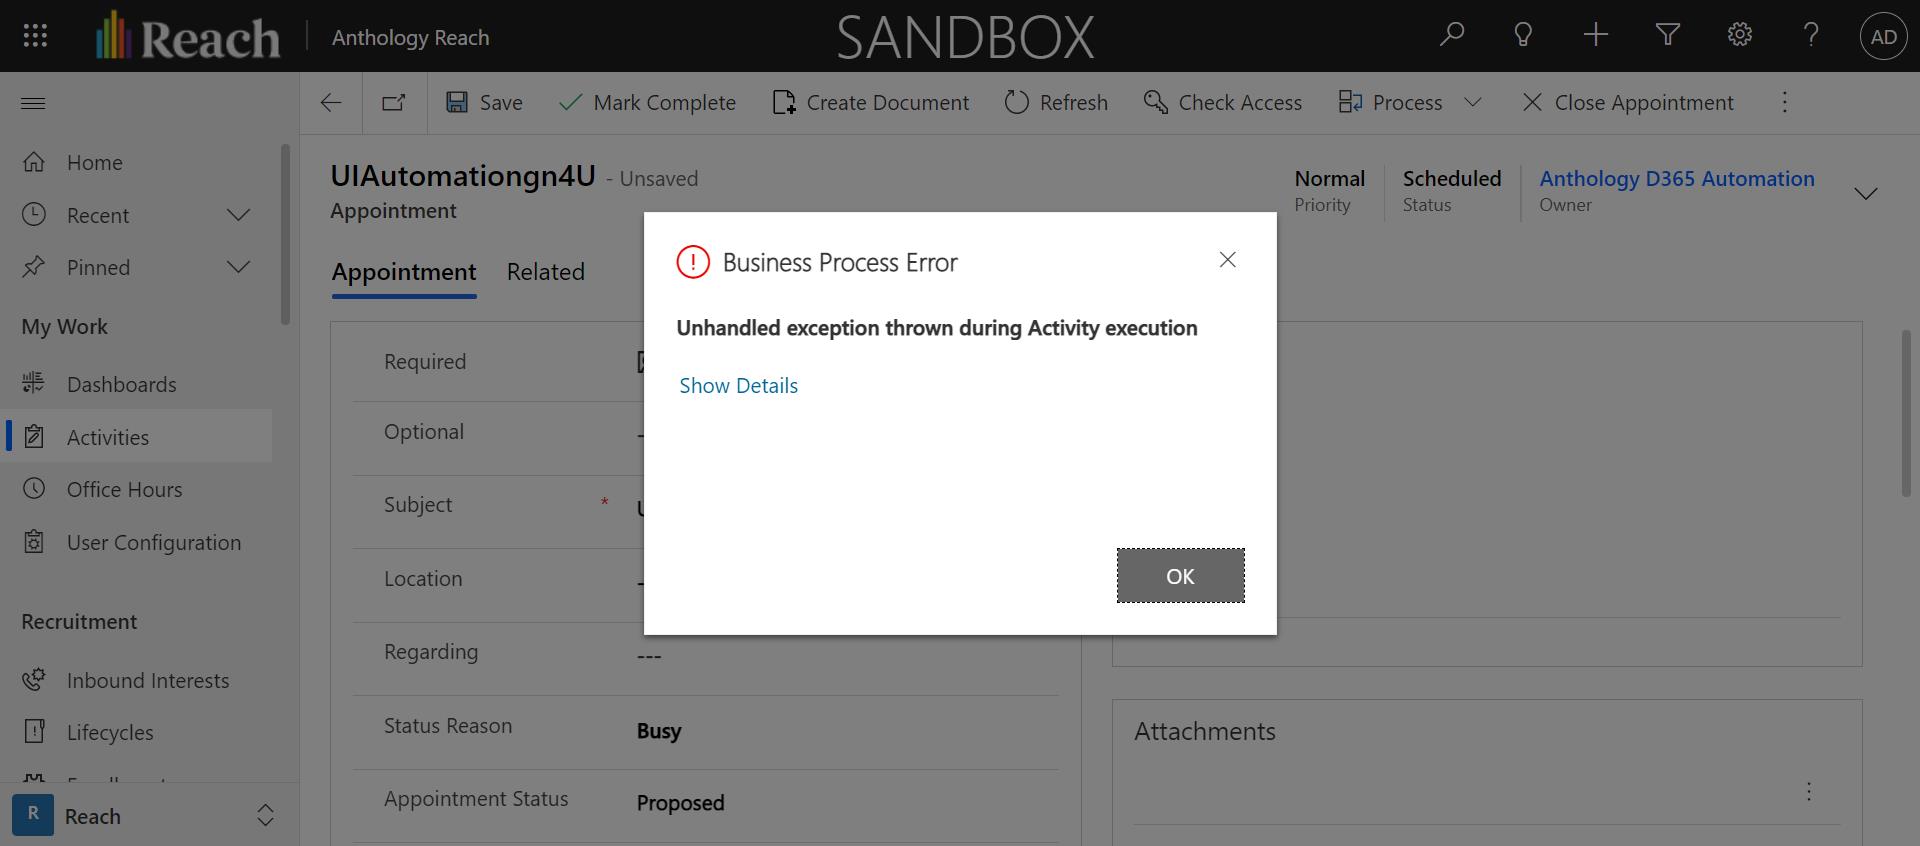 Reach
Anthology Reach
SANDBOX
AD
Save
Mark Complete
Create Document
Refresh
Check Access
Process
Close Appointment
Home
Recent
Pinned
My Work
Dashboards
Activities
Office Hours
User Configuration
Recruitment
Inbound Interests
Lifecycles
R
Reach
UIAutomationgn4U - Unsaved
Appointment
Normal
Priority
Scheduled
Status
Anthology D365 Automation
Owner
Appointment
Related
Business Process Error
Unhandled exception thrown during Activity execution
Show Details
OK
Required
Optional
Subject *
Location
Regarding ---
Status Reason Busy
Appointment Status Proposed
Attachments